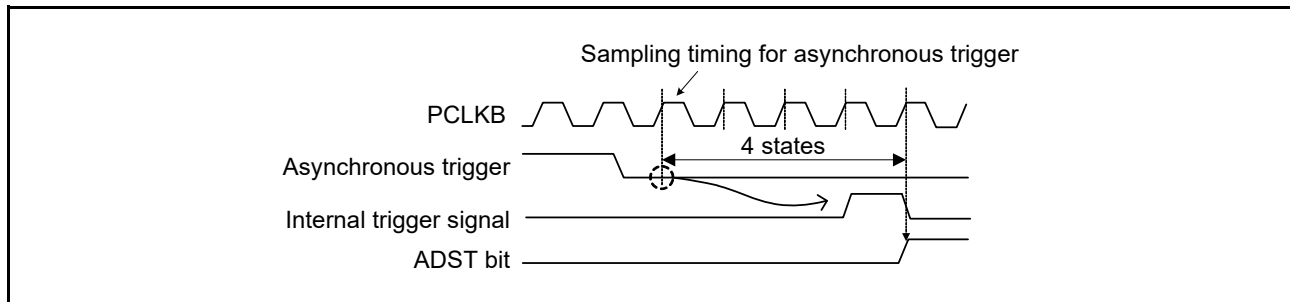 Sampling timing for asynchronous trigger
PCLKB
4 states
Asynchronous trigger
Internal trigger signal
ADST bit